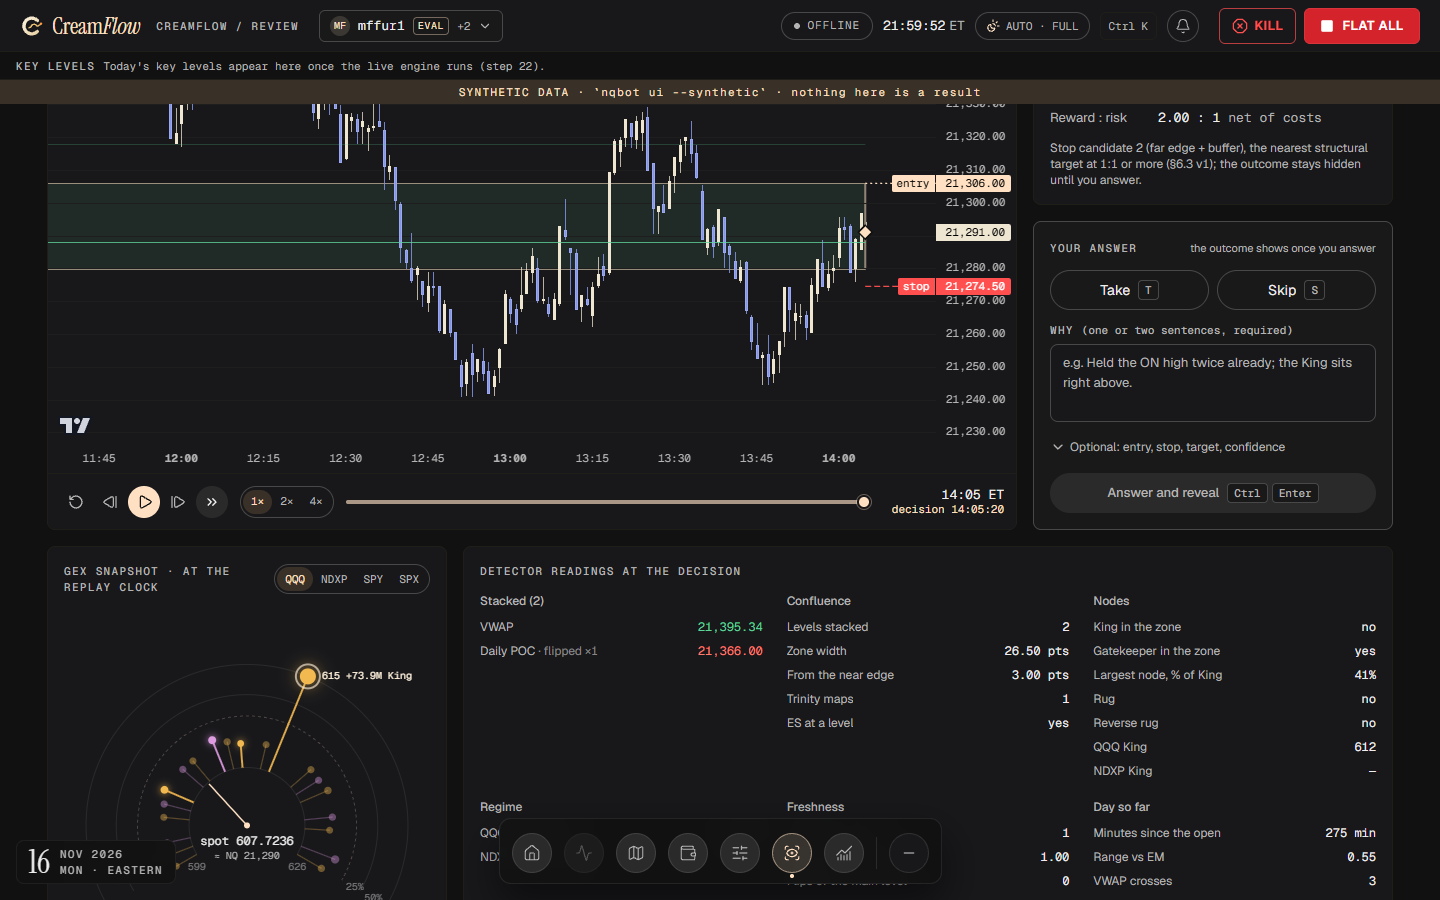 CreamFlow
CREAMFLOW / REVIEW
MF mffur1 EVAL +2
OFFLINE
21:59:52 ET
AUTO · FULL
Ctrl K
KILL
FLAT ALL
KEY LEVELS Today's key levels appear here once the live engine runs (step 22).
SYNTHETIC DATA · `nqbot ui --synthetic` · nothing here is a result
21,320.00
21,310.00
entry 21,306.00
21,300.00
21,291.00
21,280.00
stop 21,274.50
21,270.00
21,260.00
21,250.00
21,240.00
21,230.00
11:45 12:00 12:15 12:30 12:45 13:00 13:15 13:30 13:45 14:00
1× 2× 4×
14:05 ET
decision 14:05:20
Reward : risk 2.00 : 1 net of costs
Stop candidate 2 (far edge + buffer), the nearest structural
target at 1:1 or more (§6.3 v1); the outcome stays hidden
until you answer.
YOUR ANSWER the outcome shows once you answer
Take T
Skip S
WHY (one or two sentences, required)
e.g. Held the ON high twice already; the King sits
right above.
Optional: entry, stop, target, confidence
Answer and reveal Ctrl Enter
GEX SNAPSHOT · AT THE
REPLAY CLOCK
QQQ NDXP SPY SPX
615 +73.9M King
spot 607.7236
≈ NQ 21,290
599 626
25%
50%
DETECTOR READINGS AT THE DECISION
Stacked (2)
VWAP 21,395.34
Daily POC · flipped ×1 21,366.00
Confluence
Levels stacked 2
Zone width 26.50 pts
From the near edge 3.00 pts
Trinity maps 1
ES at a level yes
Nodes
King in the zone no
Gatekeeper in the zone yes
Largest node, % of King 41%
Rug no
Reverse rug no
QQQ King 612
NDXP King –
Regime
Freshness
1
1.00
0
Day so far
Minutes since the open 275 min
Range vs EM 0.55
VWAP crosses 3
16 NOV 2026
MON · EASTERN